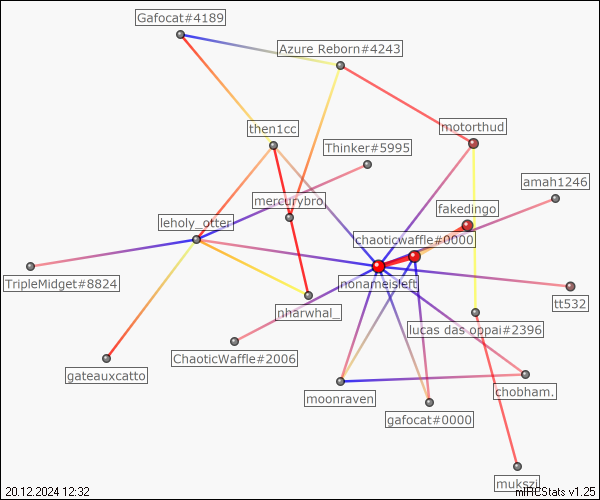 Gafocat#4189
Azure Reborn#4243
then1cc
motorthud
Thinker#5995
amah1246
mercurybro.
fakedingo
leholy_otter
chaoticwaffle#0000
TripleMidget#8824
nonameisleft
tt532
nharwhal_
lucas das oppai#2396
ChaoticWaffle#2006
gateauxcatto
moonraven
chobham.
gafocat#0000
mukszi
20.12.2024 12:32
mIRCStats v1.25